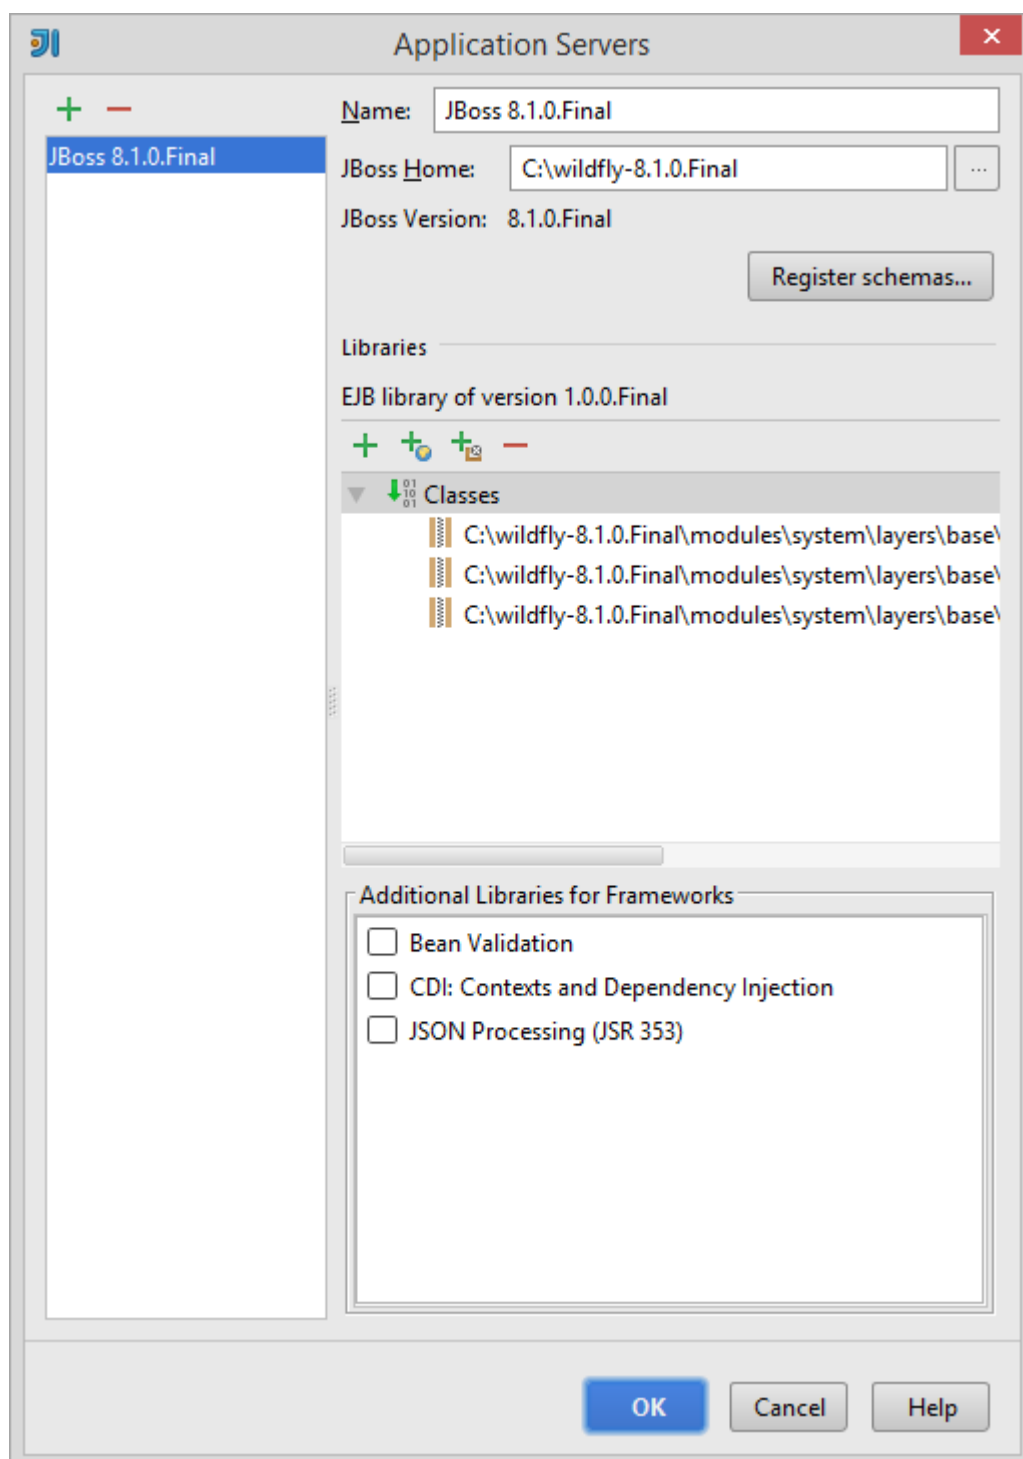 Application Servers
Name: JBoss 8.1.0.Final
JBoss 8.1.0.Final
JBoss Home: C:\wildfly-8.1.0.Final ...
JBoss Version: 8.1.0.Final
Register schemas...
Libraries
EJB library of version 1.0.0.Final
Classes
C:\wildfly-8.1.0.Final\modules\system\layers\base\
C:\wildfly-8.1.0.Final\modules\system\layers\base\
C:\wildfly-8.1.0.Final\modules\system\layers\base\
Additional Libraries for Frameworks
Bean Validation
CDI: Contexts and Dependency Injection
JSON Processing (JSR 353)
OK Cancel Help